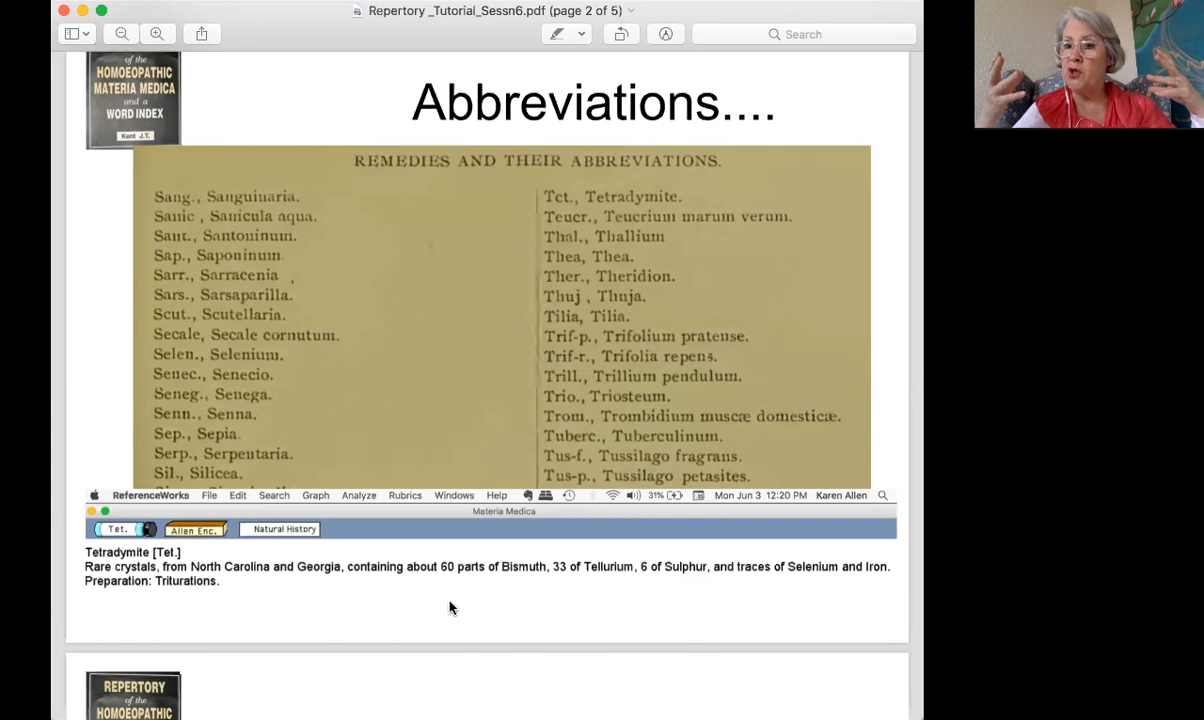 Repertory _Tutorial_Sessn6.pdf (page 2 of 5)
Search
of the
HOMOEOPATHIC
MATERIA MEDICA
and a
WORD INDEX
Kent J.T.
Abbreviations....
REMEDIES AND THEIR ABBREVIATIONS.
Sang., Sanguinaria.
Sanic , Sanicula aqua.
Sant., Santoninum.
Sap., Saponinum.
Sarr., Sarracenia
Sars., Sarsaparilla.
Scut., Scutellaria.
Secale, Secale cornutum.
Selen., Selenium.
Senec., Senecio.
Seneg., Senega.
Senn., Senna.
Sep., Sepia.
Serp., Serpentaria.
Sil., Silicea.
Tet., Tetradymite.
Teucr., Teucrium marum verum.
Thal., Thallium
Thea, Thea.
Ther., Theridion.
Thuj , Thuja.
Tilia, Tilia.
Trif-p., Trifolium pratense.
Trif-r., Trifolia repens.
Trill., Trillium pendulum.
Trio., Triosteum.
Trom., Trombidium muscæ domesticæ.
Tuberc., Tuberculinum.
Tus-f., Tussilago fragrans.
Tus-p., Tussilago petasites.
ReferenceWorks File Edit Search Graph Analyze Rubrics Windows Help 31% Mon Jun 3 12:20 PM Karen Allen
Materia Medica
Tet. Allen Enc. Natural History
Tetradymite [Tet.]
Rare crystals, from North Carolina and Georgia, containing about 60 parts of Bismuth, 33 of Tellurium, 6 of Sulphur, and traces of Selenium and Iron.
Preparation: Triturations.
REPERTORY
of the
HOMOEOPATHIC